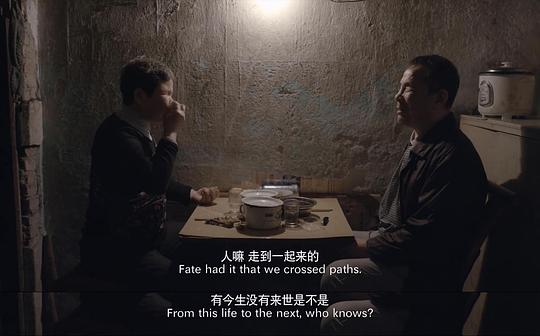 人嘛 走到一起来的
Fate had it that we crossed paths.
有今生没有来世是不是
From this life to the next, who knows?